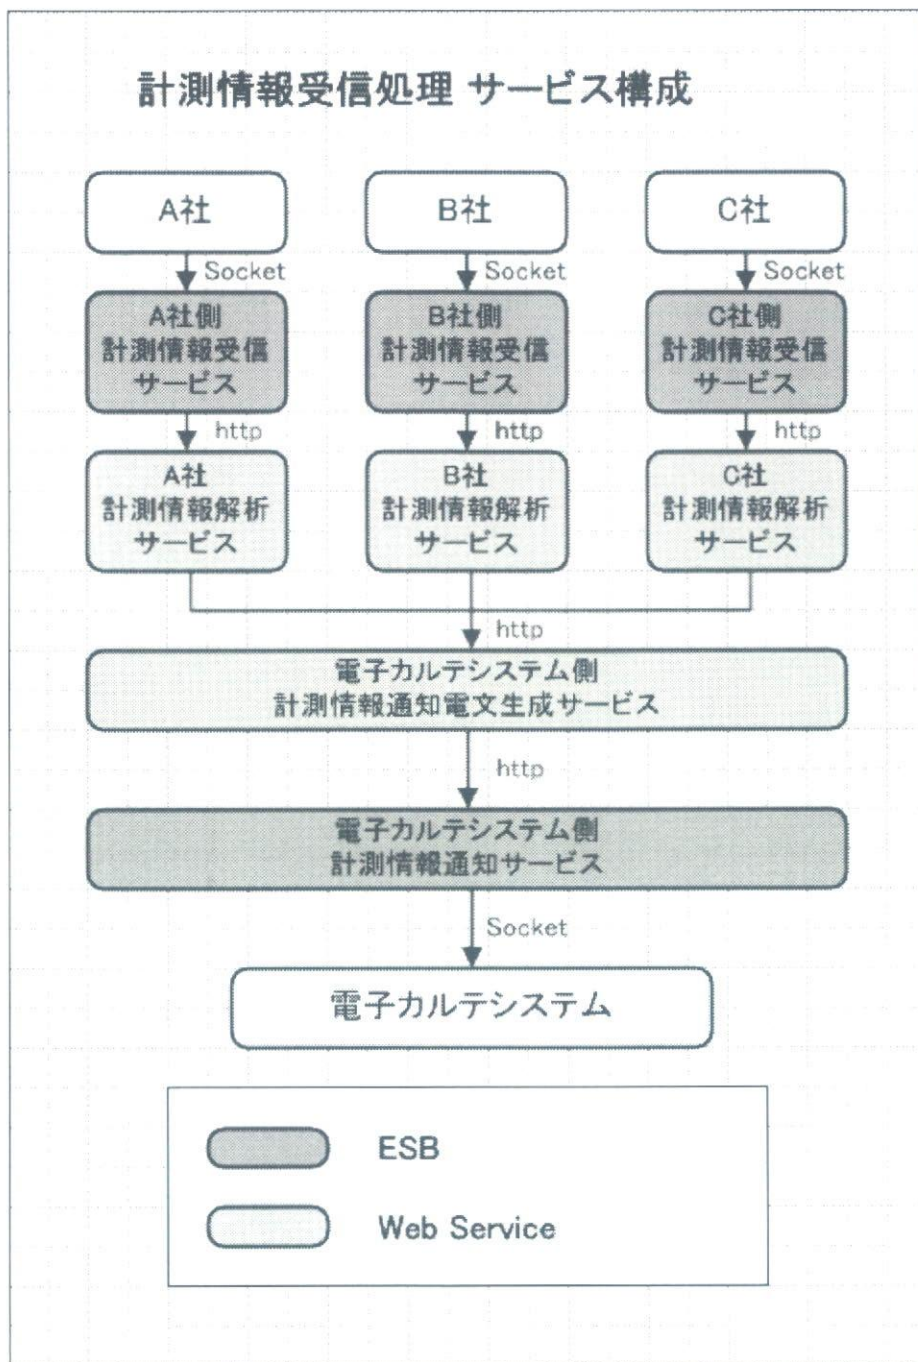 計測情報受信処理 サービス構成
A社
B社
C社
Socket
Socket
Socket
A社側
計測情報受信
サービス
B社側
計測情報受信
サービス
C社側
計測情報受信
サービス
http
http
http
A社
計測情報解析
サービス
B社
計測情報解析
サービス
C社
計測情報解析
サービス
http
電子カルテシステム側
計測情報通知電文生成サービス
http
電子カルテシステム側
計測情報通知サービス
Socket
電子カルテシステム
ESB
Web Service